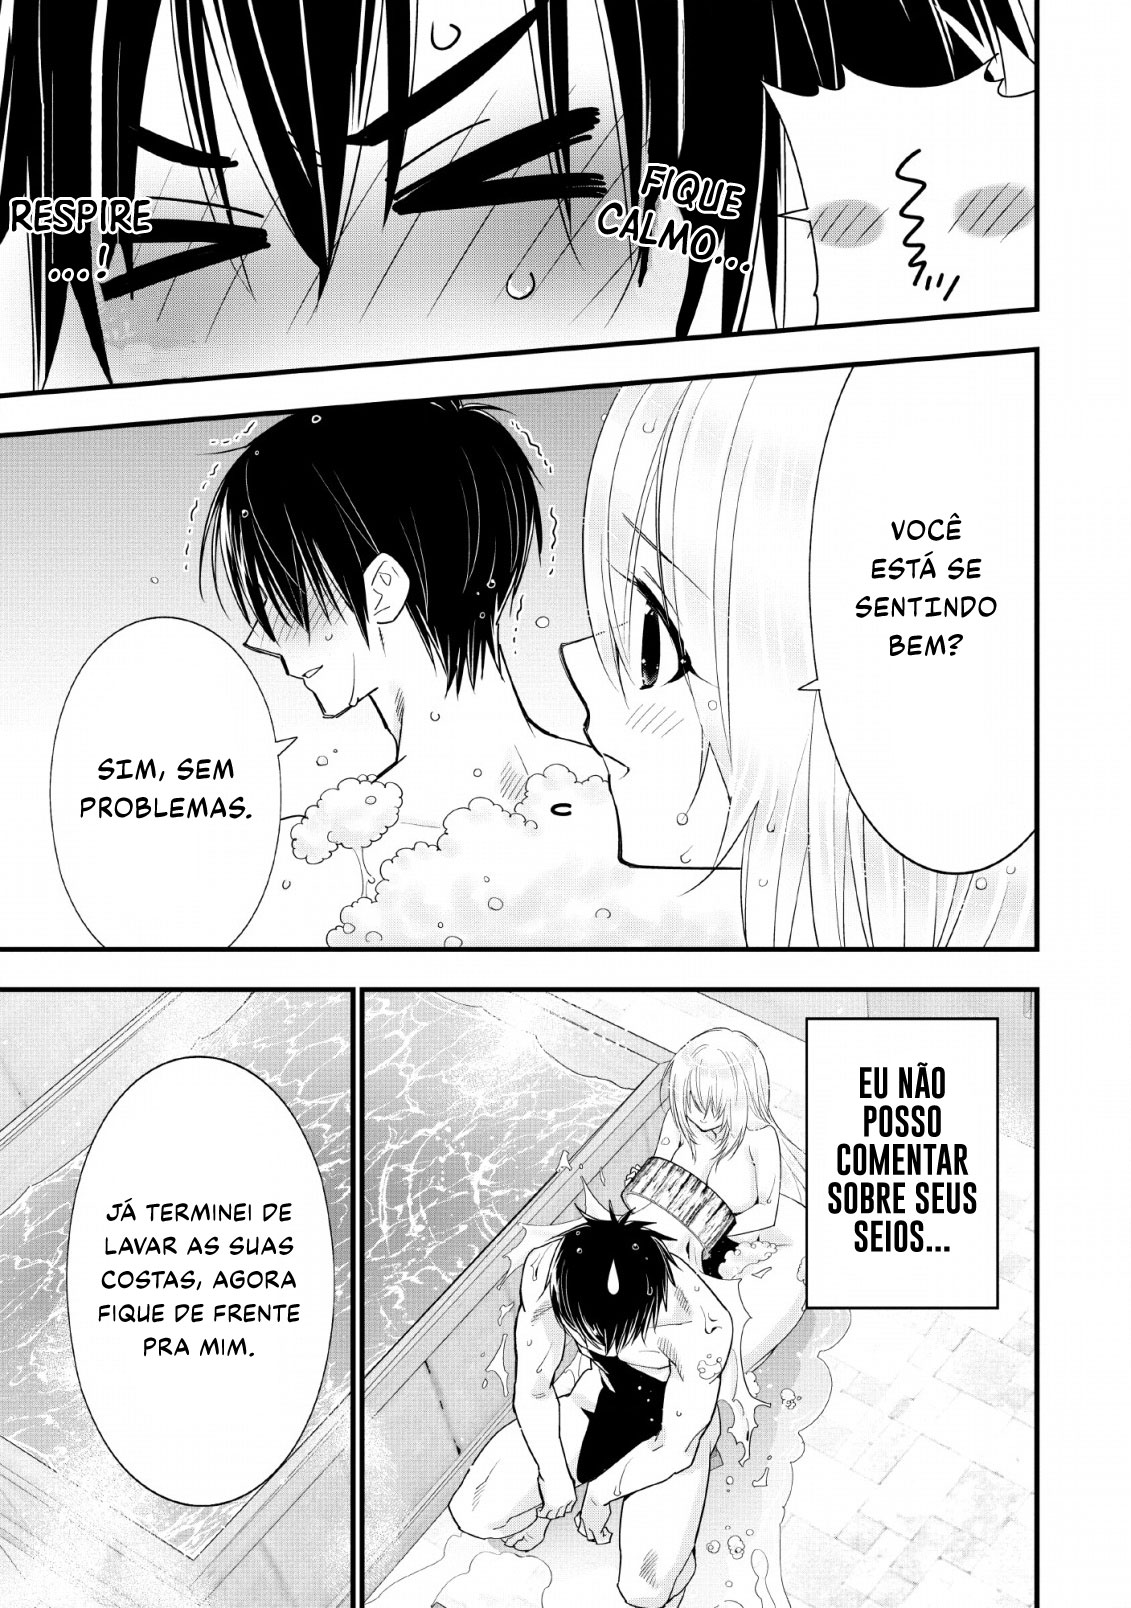 FIQUE
CALMO...
RESPIRE
...!
VOCÊ
ESTÁ SE
SENTINDO
BEM?
SIM, SEM
PROBLEMAS.
EU NÃO
POSSO
COMENTAR
SOBRE SEUS
SEIOS...
JÁ TERMINEI DE
LAVAR AS SUAS
COSTAS, AGORA
FIQUE DE FRENTE
PRA MIM.